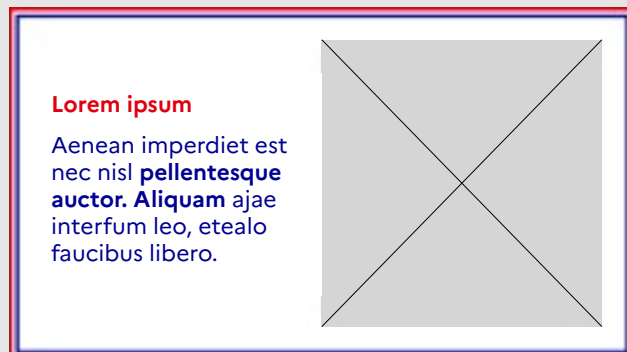 Lorem ipsum
Aenean imperdiet est
nec nisl pellentesque
auctor. Aliquam ajae
interfum leo, etealo
faucibus libero.